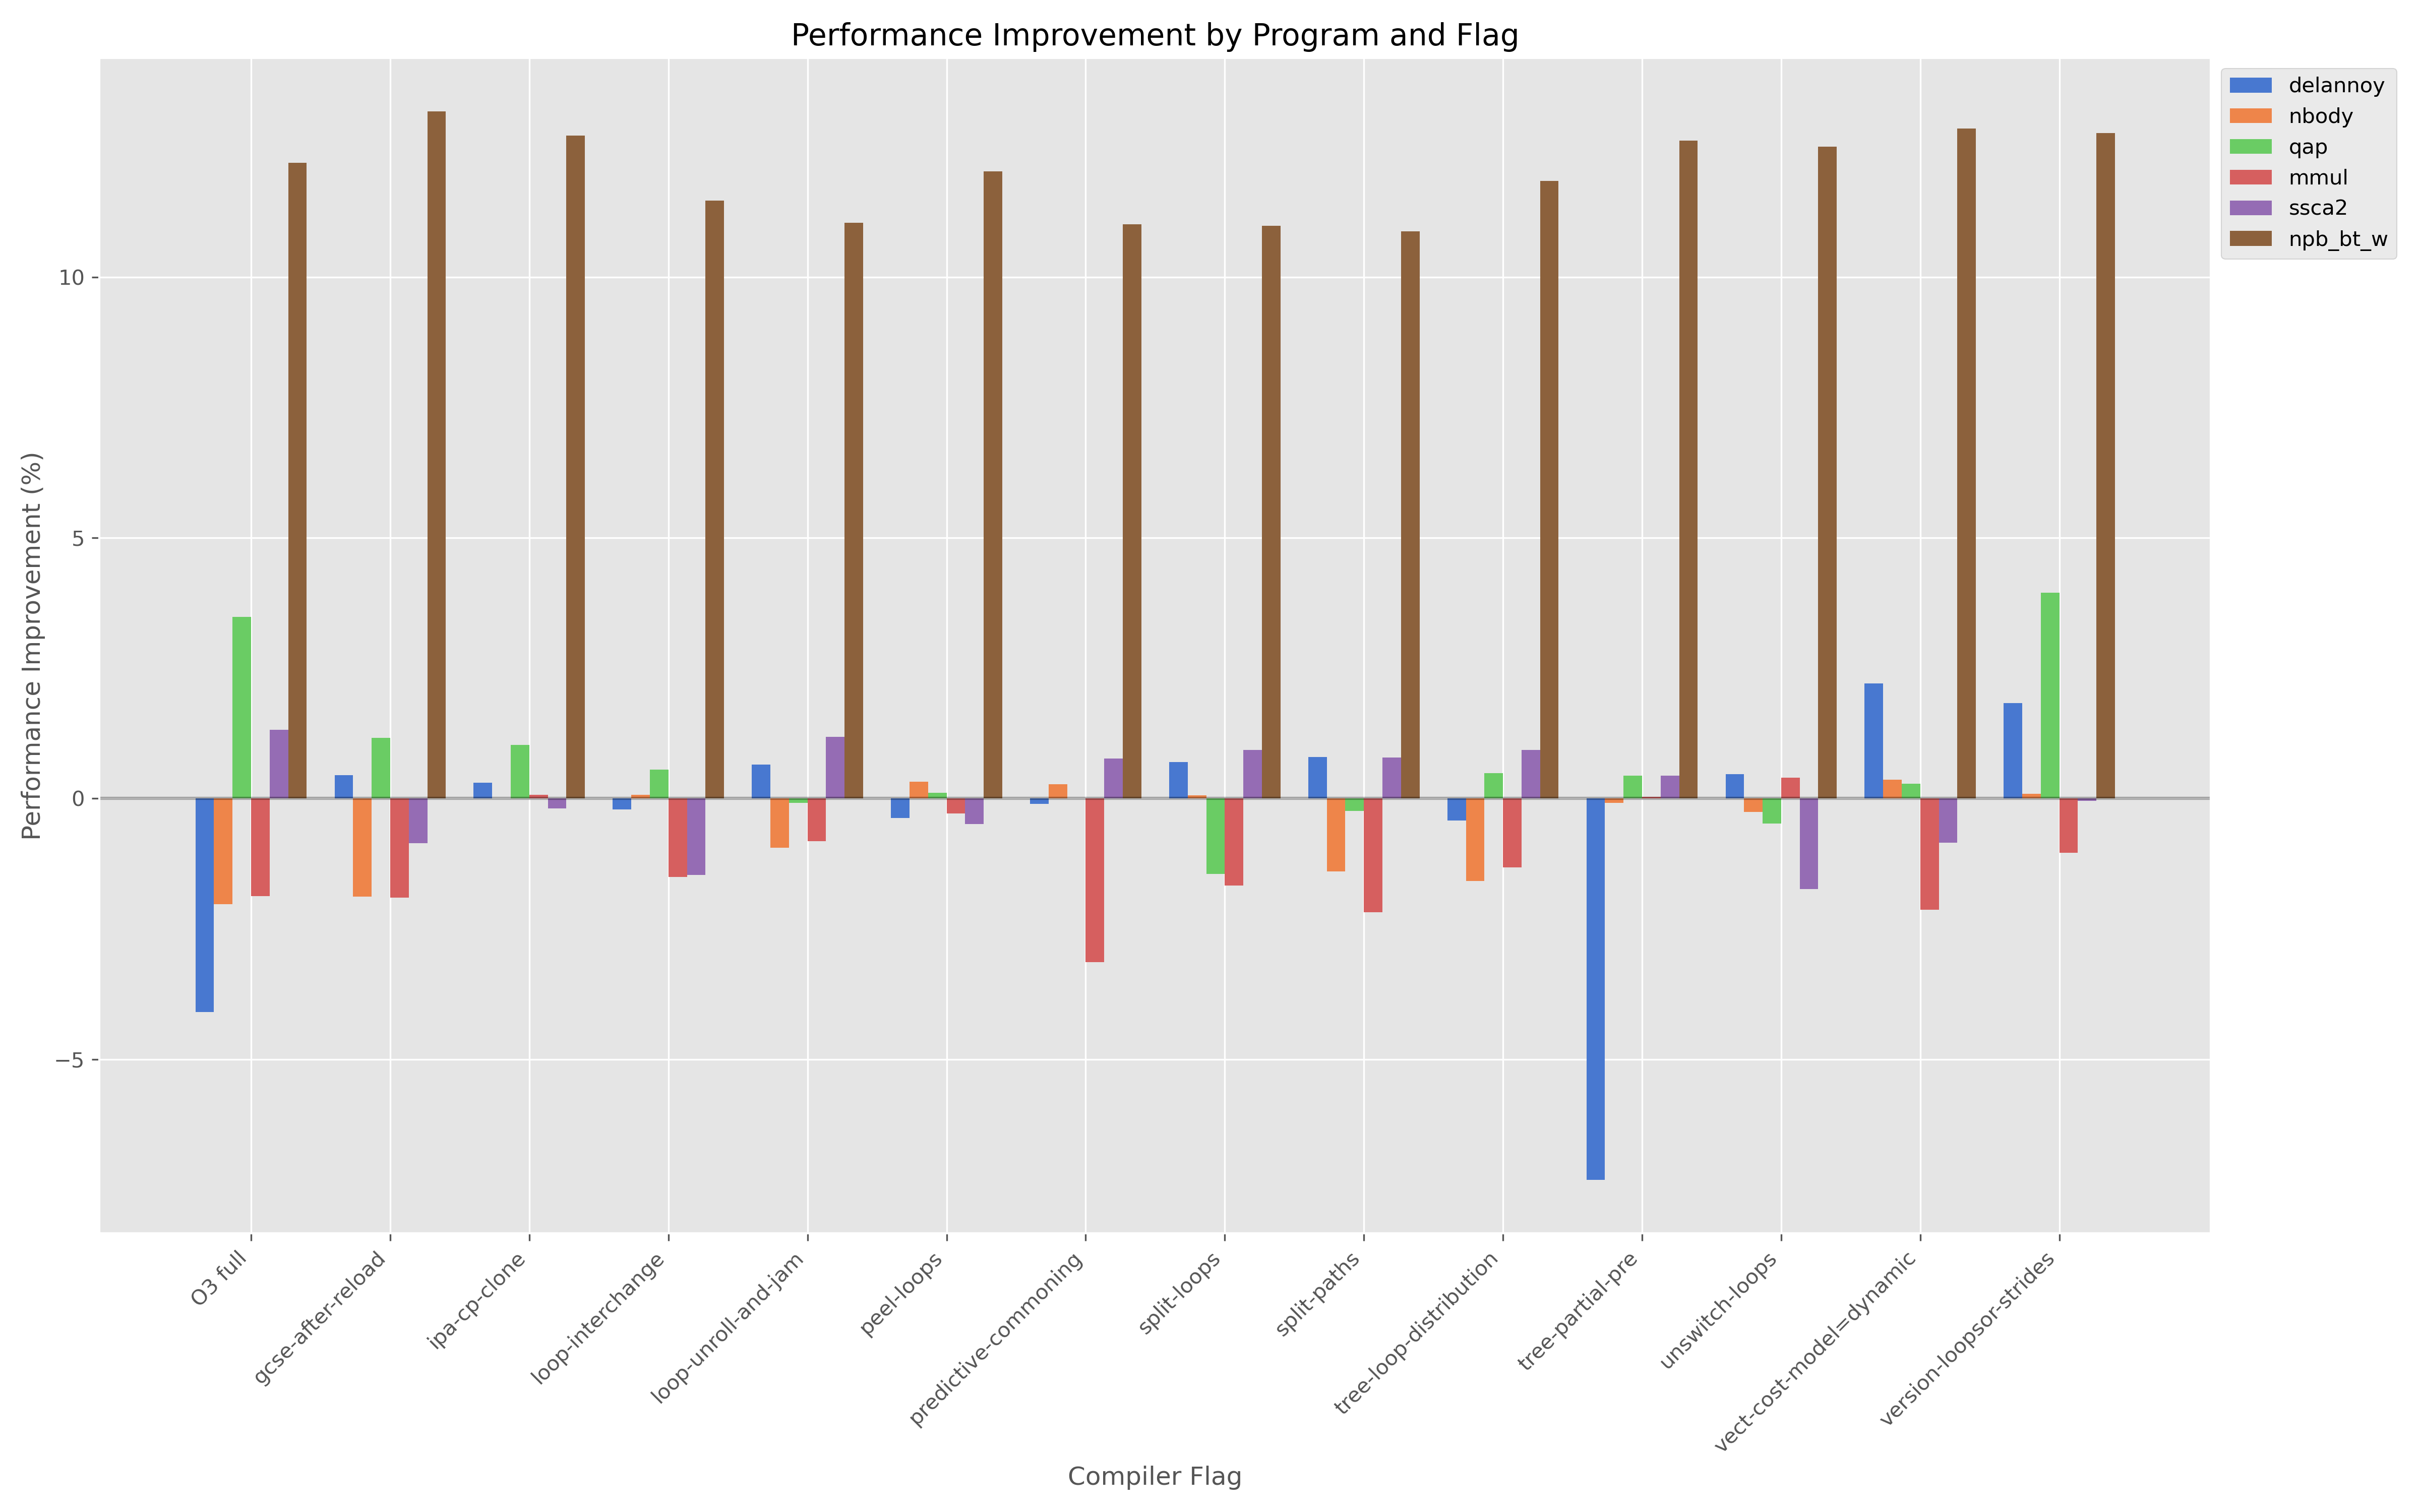 Performance Improvement by Program and Flag
delannoy
nbody
qap
mmul
ssca2
npb_bt_w
Performance Improvement (%)
10
5
0
−5
O3 full
gcse-after-reload
ipa-cp-clone
loop-interchange
loop-unroll-and-jam
peel-loops
predictive-commoning
split-loops
split-paths
tree-loop-distribution
tree-partial-pre
unswitch-loops
vect-cost-model=dynamic
version-loopsor-strides
Compiler Flag